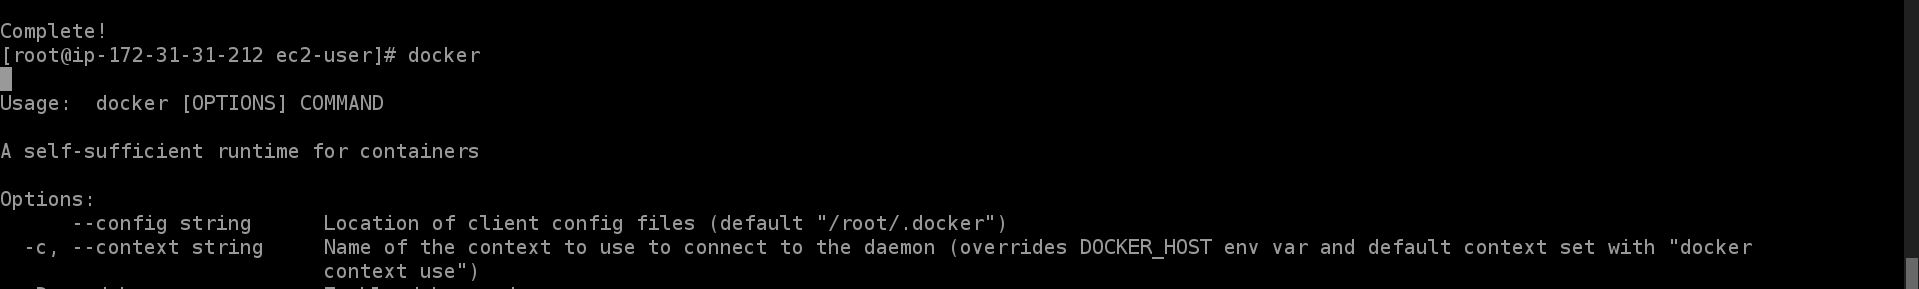 Complete!
[root@ip-172-31-31-212 ec2-user]# docker
Usage:  docker [OPTIONS] COMMAND
A self-sufficient runtime for containers
Options:
      --config string      Location of client config files (default "/root/.docker")
  -c, --context string     Name of the context to use to connect to the daemon (overrides DOCKER_HOST env var and default context set with "docker
                           context use")